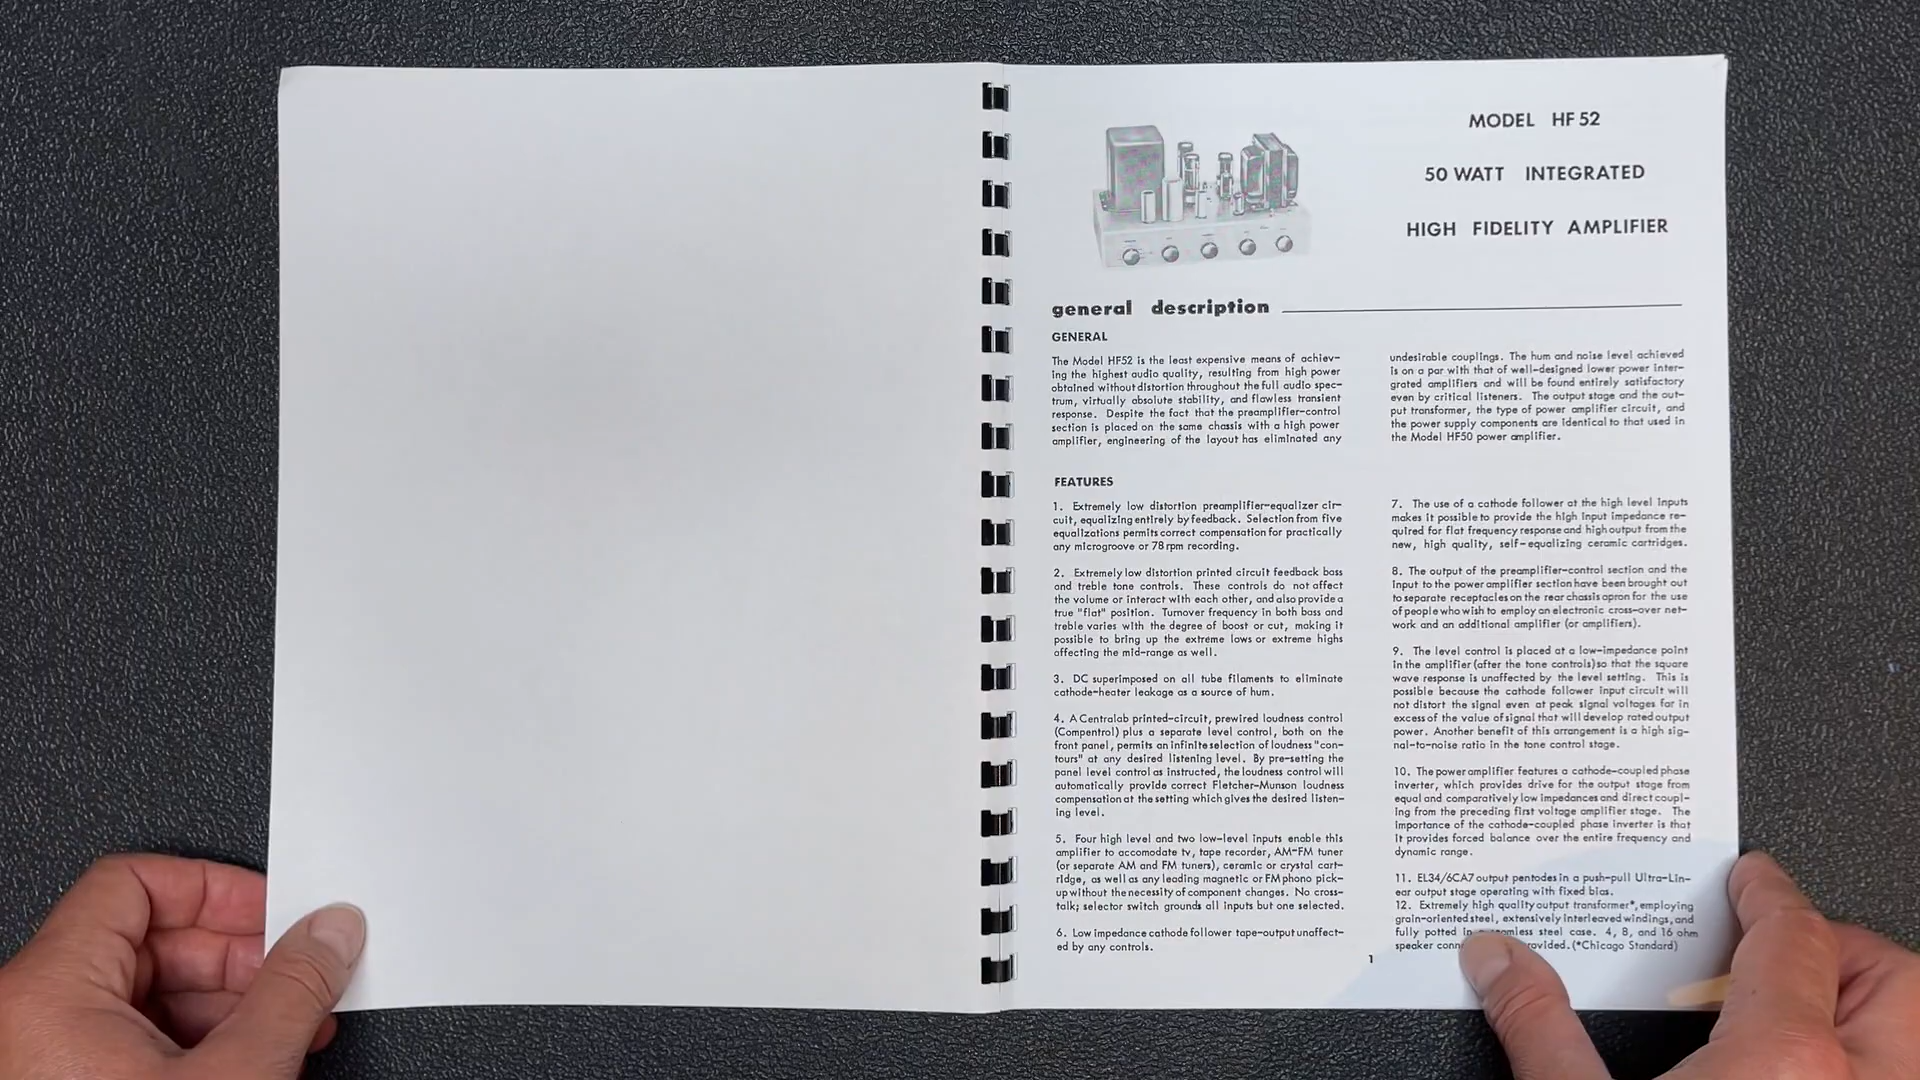 MODEL HF 52
50 WATT INTEGRATED
HIGH FIDELITY AMPLIFIER
general description
GENERAL
The Model HF52 is the least expensive means of achiev-
ing the highest audio quality, resulting from high power
obtained without distortion throughout the full audio spec-
trum, virtually absolute stability, and flawless transient
response. Despite the fact that the preamplifier-control
section is placed on the same chassis with a high power
amplifier, engineering of the layout has eliminated any
undesirable couplings. The hum and noise level achieved
is on a par with that of well-designed lower power inter-
grated amplifiers and will be found entirely satisfactory
even by critical listeners. The output stage and the out-
put transformer, the type of power amplifier circuit, and
the power supply components are identical to that used in
the Model HF50 power amplifier.
FEATURES
1. Extremely low distortion preamplifier-equalizer cir-
cuit, equalizing entirely by feedback. Selection from five
equalizations permits correct compensation for practically
any microgroove or 78 rpm recording.
2. Extremely low distortion printed circuit feedback bass
and treble tone controls. These controls do not affect
the volume or interact with each other, and also provide a
true "flat" position. Turnover frequency in both bass and
treble varies with the degree of boost or cut, making it
possible to bring up the extreme lows or extreme highs
affecting the mid-range as well.
3. DC superimposed on all tube filaments to eliminate
cathode-heater leakage as a source of hum.
4. A Centralab printed-circuit, prewired loudness control
(Compentrol) plus a separate level control, both on the
front panel, permits an infinite selection of loudness "con-
tours" at any desired listening level. By pre-setting the
panel level control as instructed, the loudness control will
automatically provide correct Fletcher-Munson loudness
compensation at the setting which gives the desired listen-
ing level.
5. Four high level and two low-level inputs enable this
amplifier to accomodate tv, tape recorder, AM-FM tuner
(or separate AM and FM tuners), ceramic or crystal cart-
ridge, as well as any leading magnetic or FM phono pick-
up without the necessity of component changes. No cross-
talk; selector switch grounds all inputs but one selected.
6. Low impedance cathode follower tape-output unaffect-
ed by any controls.
7. The use of a cathode follower at the high level inputs
makes it possible to provide the high input impedance re-
quired for flat frequency response and high output from the
new, high quality, self-equalizing ceramic cartridges.
8. The output of the preamplifier-control section and the
input to the power amplifier section have been brought out
to separate receptacles on the rear chassis apron for the use
of people who wish to employ an electronic cross-over net-
work and an additional amplifier (or amplifiers).
9. The level control is placed at a low-impedance point
in the amplifier (after the tone controls) so that the square
wave response is unaffected by the level setting. This is
possible because the cathode follower input circuit will
not distort the signal even at peak signal voltages far in
excess of the value of signal that will develop rated output
power. Another benefit of this arrangement is a high sig-
nal-to-noise ratio in the tone control stage.
10. The power amplifier features a cathode-coupled phase
inverter, which provides drive for the output stage from
equal and comparatively low impedances and direct coupl-
ing from the preceding first voltage amplifier stage. The
importance of the cathode-coupled phase inverter is that
it provides forced balance over the entire frequency and
dynamic range.
11. EL34/6CA7 output pentodes in a push-pull Ultra-Lin-
ear output stage operating with fixed bias.
12. Extremely high quality output transformer*, employing
grain-oriented steel, extensively interleaved windings, and
fully potted in a seamless steel case. 4, 8, and 16 ohm
speaker provided. (*Chicago Standard)
1